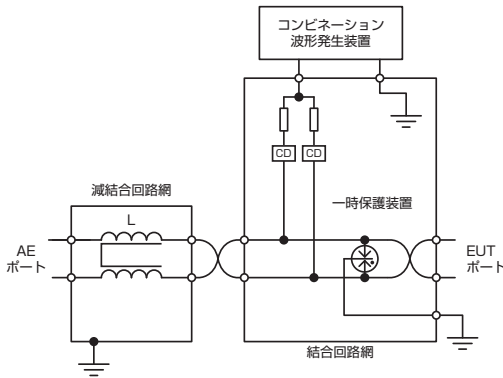 コンビネーション
波形発生装置
CD
CD
減結合回路網
L
一時保護装置
AE
ポート
EUT
ポート
結合回路網